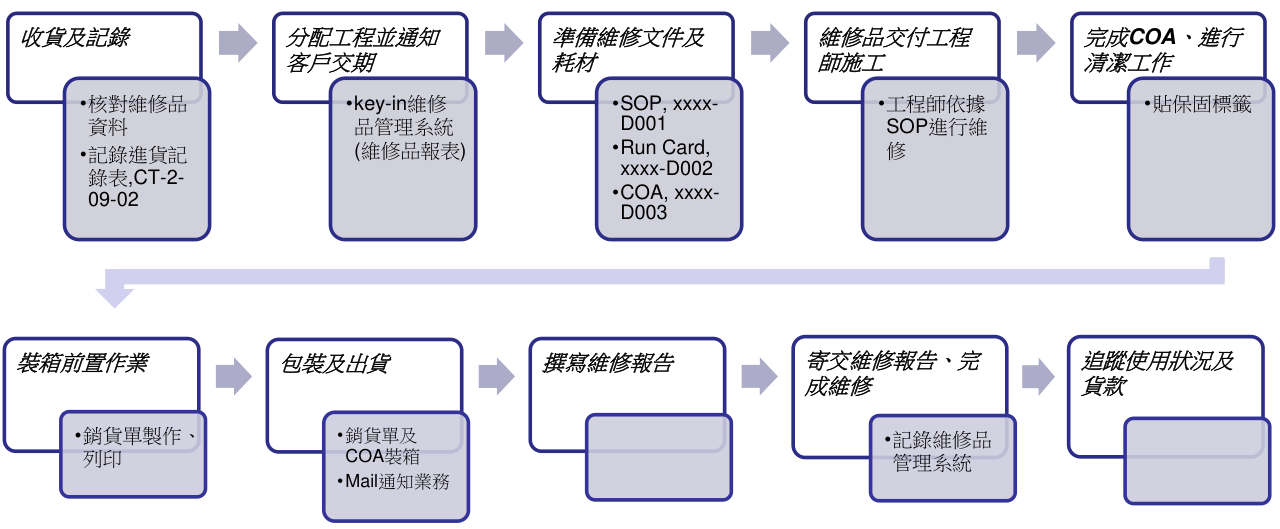 收貨及記錄
•核對維修品
資料
•記錄進貨記
錄表,CT-2-
09-02
分配工程並通知
客戶交期
•key-in維修
品管理系統
(維修品報表)
準備維修文件及
耗材
•SOP, xxxx-
D001
•Run Card,
xxxx-D002
•COA, xxxx-
D003
維修品交付工程
師施工
•工程師依據
SOP進行維
修
完成COA、進行
清潔工作
•貼保固標籤
裝箱前置作業
•銷貨單製作、
列印
包裝及出貨
•銷貨單及
COA裝箱
•Mail通知業務
撰寫維修報告
寄交維修報告、完
成維修
•記錄維修品
管理系統
追蹤使用狀況及
貨款